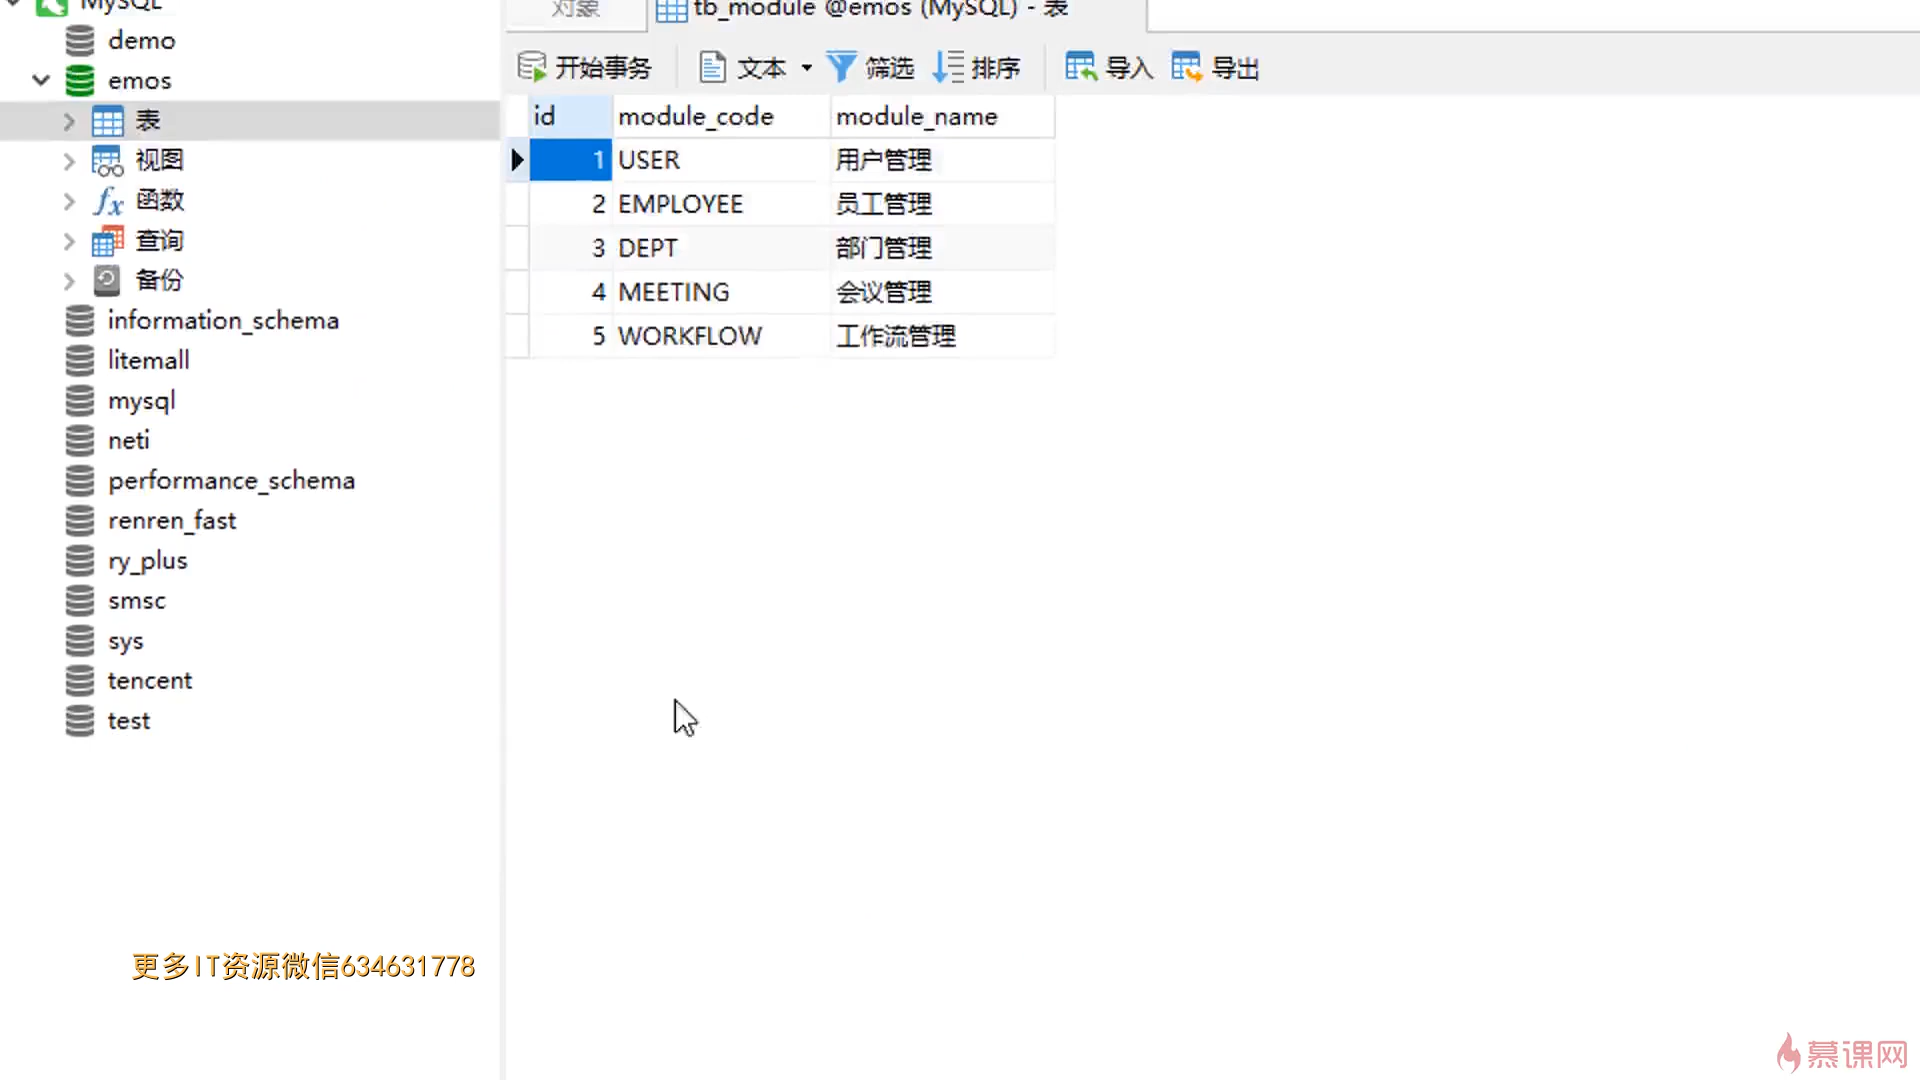 MySQL
demo
emos
表
视图
函数
查询
备份
information_schema
litemall
mysql
neti
performance_schema
renren_fast
ry_plus
smsc
sys
tencent
test
对象
tb_module @emos (MySQL) - 表
开始事务 文本 筛选 排序 导入 导出
id module_code module_name
1 USER 用户管理
2 EMPLOYEE 员工管理
3 DEPT 部门管理
4 MEETING 会议管理
5 WORKFLOW 工作流管理
更多IT资源微信634631778
慕课网